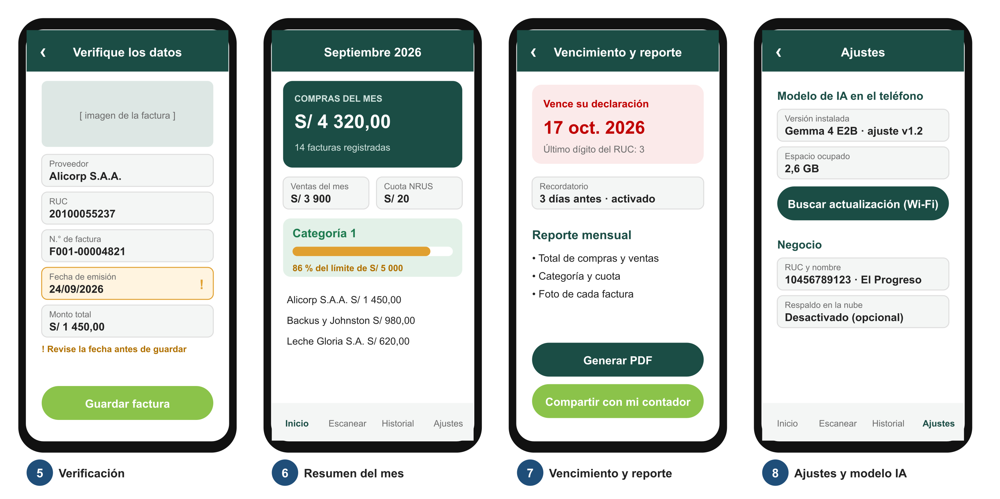 ‹ Verifique los datos
[ imagen de la factura ]
Proveedor
Alicorp S.A.A.
RUC
20100055237
N.° de factura
F001-00004821
Fecha de emisión
24/09/2026
!
Monto total
S/ 1 450,00
! Revise la fecha antes de guardar
Guardar factura
5 Verificación
Septiembre 2026
COMPRAS DEL MES
S/ 4 320,00
14 facturas registradas
Ventas del mes
S/ 3 900
Cuota NRUS
S/ 20
Categoría 1
86 % del límite de S/ 5 000
Alicorp S.A.A. S/ 1 450,00
Backus y Johnston S/ 980,00
Leche Gloria S.A. S/ 620,00
Inicio Escanear Historial Ajustes
6 Resumen del mes
‹ Vencimiento y reporte
Vence su declaración
17 oct. 2026
Último dígito del RUC: 3
Recordatorio
3 días antes · activado
Reporte mensual
• Total de compras y ventas
• Categoría y cuota
• Foto de cada factura
Generar PDF
Compartir con mi contador
7 Vencimiento y reporte
‹ Ajustes
Modelo de IA en el teléfono
Versión instalada
Gemma 4 E2B · ajuste v1.2
Espacio ocupado
2,6 GB
Buscar actualización (Wi-Fi)
Negocio
RUC y nombre
10456789123 · El Progreso
Respaldo en la nube
Desactivado (opcional)
Inicio Escanear Historial Ajustes
8 Ajustes y modelo IA